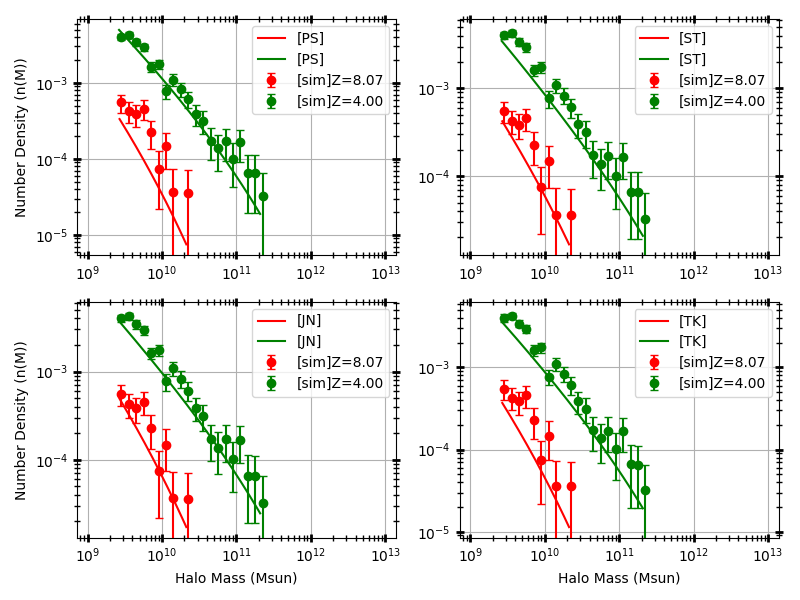 Number Density (n(M))
10⁻³
10⁻⁴
10⁻⁵
[PS]
[PS]
[sim]Z=8.07
[sim]Z=4.00
10⁹ 10¹⁰ 10¹¹ 10¹² 10¹³
10⁻³
10⁻⁴
[ST]
[ST]
[sim]Z=8.07
[sim]Z=4.00
10⁹ 10¹⁰ 10¹¹ 10¹² 10¹³
Number Density (n(M))
10⁻³
10⁻⁴
[JN]
[JN]
[sim]Z=8.07
[sim]Z=4.00
10⁹ 10¹⁰ 10¹¹ 10¹² 10¹³
Halo Mass (Msun)
10⁻³
10⁻⁴
10⁻⁵
[TK]
[TK]
[sim]Z=8.07
[sim]Z=4.00
10⁹ 10¹⁰ 10¹¹ 10¹² 10¹³
Halo Mass (Msun)